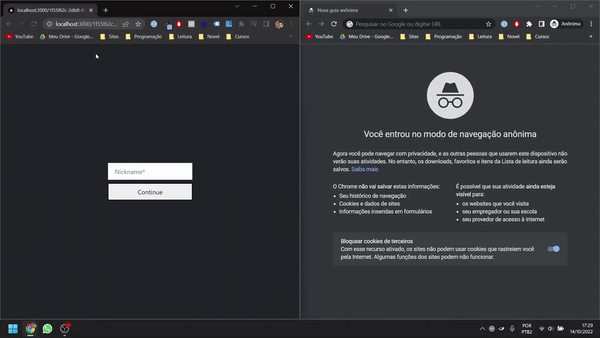 localhost:3000/1f55f62c-2db0-4
localhost:3000/1f55f62c...
YouTube
Meu Drive - Google...
Sites
Programação
Leitura
Novel
Cursos
Nickname*
Continue
Nova guia anônima
Pesquisar no Google ou digitar URL
Anônima
YouTube
Meu Drive - Google...
Sites
Programação
Leitura
Novel
Cursos
Você entrou no modo de navegação anônima
Agora você pode navegar com privacidade, e as outras pessoas que usarem este dispositivo não
verão suas atividades. No entanto, os downloads, favoritos e itens da Lista de leitura ainda serão
salvos. Saiba mais
O Chrome não vai salvar estas informações:
• Seu histórico de navegação
• Cookies e dados de sites
• Informações inseridas em formulários
É possível que sua atividade ainda esteja
visível para:
• os websites que você visita
• seu empregador ou sua escola
• seu provedor de acesso à Internet
Bloquear cookies de terceiros
Com esse recurso ativado, os sites não podem usar cookies que rastreiem você
pela Internet. Algumas funções dos sites podem não funcionar.
POR
PTB2
17:29
14/10/2022